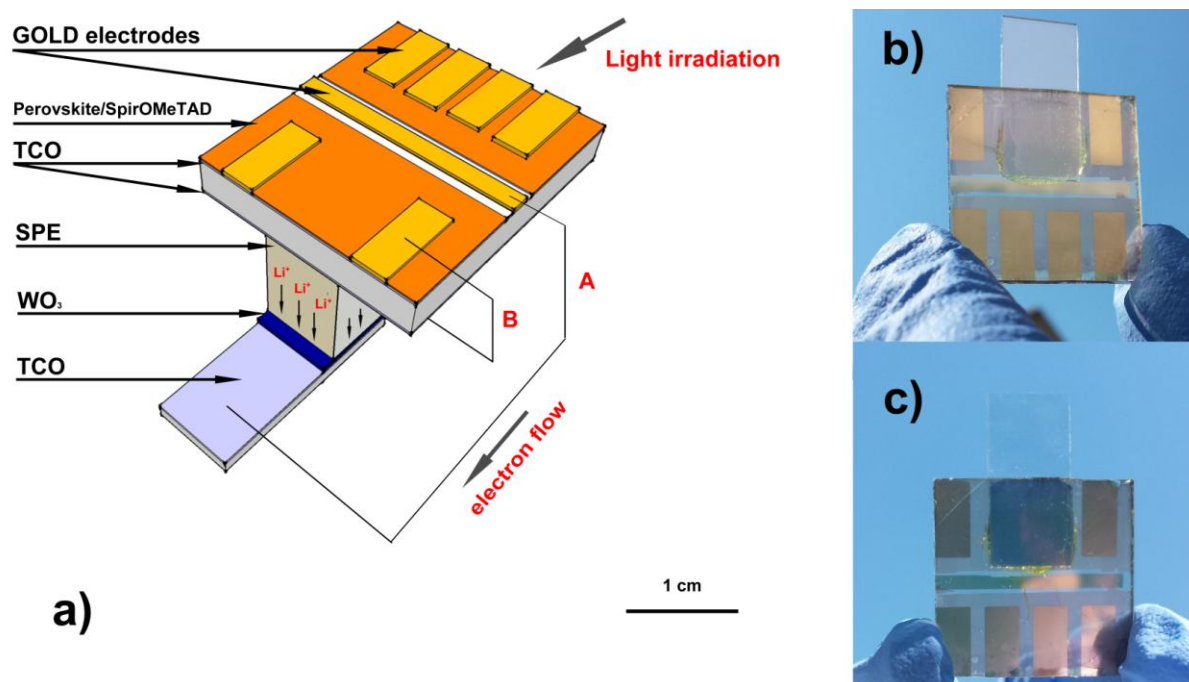 GOLD electrodes
Light irradiation
Perovskite/SpirOMeTAD
TCO
SPE
Li⁺
Li⁺
Li⁺
WO₃
TCO
A
B
electron flow
1 cm
a)
b)
c)